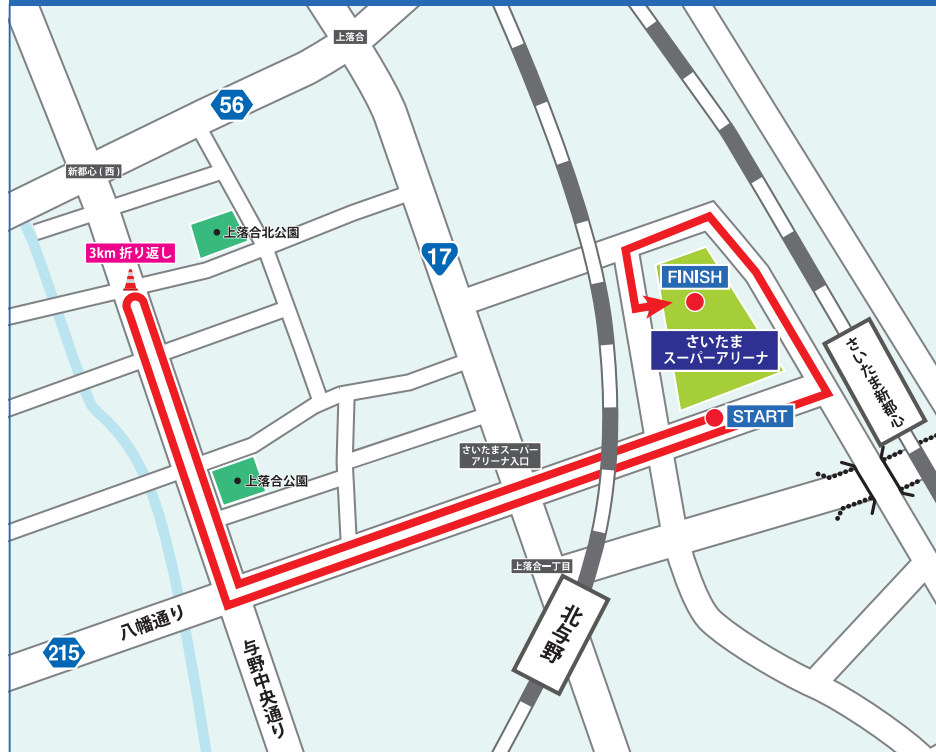 上落合
56
新都心(西)
上落合北公園
3km 折り返し
17
FINISH
さいたま
スーパーアリーナ
さいたま新都心
START
さいたまスーパー
アリーナ入口
上落合公園
上落合一丁目
北与野
八幡通り
215
与野中央通り